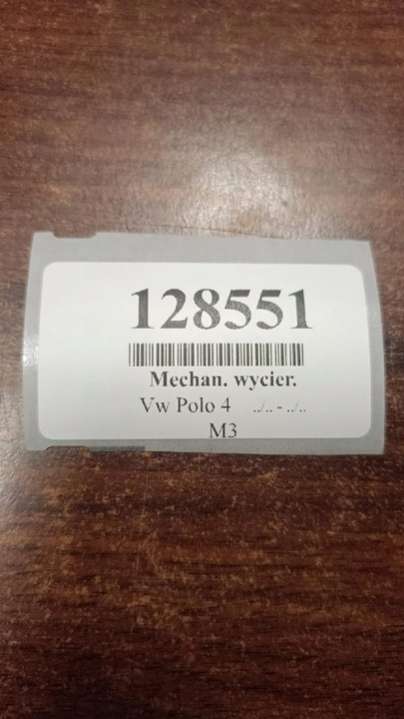 128551
Mechan. wycier.
Vw Polo 4 ../.. - ../..
M3